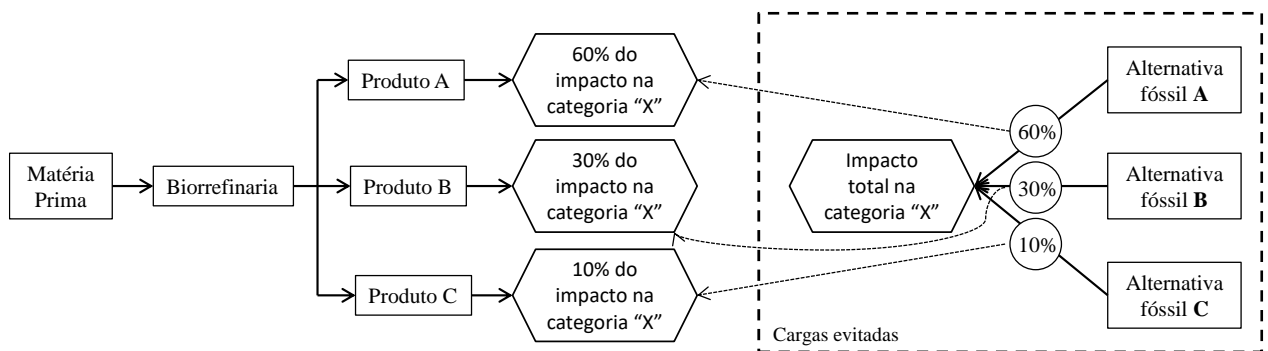 Matéria
Prima
Biorrefinaria
Produto A
60% do
impacto na
categoria “X”
Produto B
30% do
impacto na
categoria “X”
Produto C
10% do
impacto na
categoria “X”
Impacto
total na
categoria “X”
60%
30%
10%
Alternativa
fóssil A
Alternativa
fóssil B
Alternativa
fóssil C
Cargas evitadas